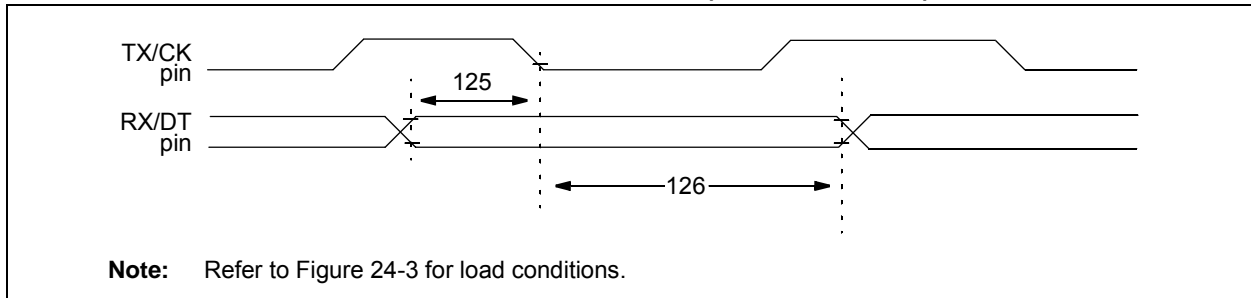 TX/CK
pin
125
RX/DT
pin
126
Note: Refer to Figure 24-3 for load conditions.